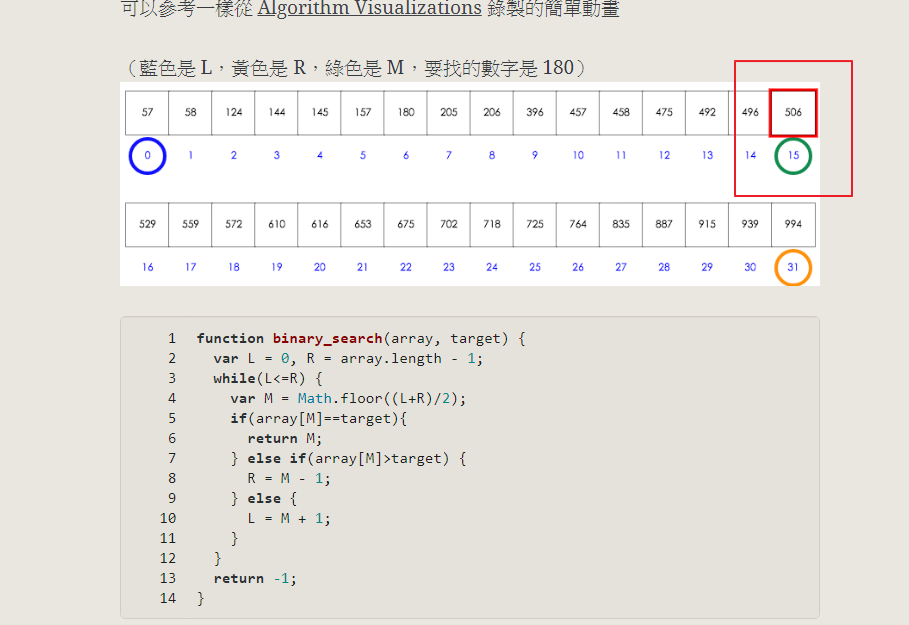 可以參考一樣從 Algorithm Visualizations 錄製的簡單動畫
（藍色是 L，黃色是 R，綠色是 M，要找的數字是 180）
57 58 124 144 145 157 180 205 206 396 457 458 475 492 496 506
0 1 2 3 4 5 6 7 8 9 10 11 12 13 14 15
529 559 572 610 616 653 675 702 718 725 764 835 887 915 939 994
16 17 18 19 20 21 22 23 24 25 26 27 28 29 30 31
1 function binary_search(array, target) {
2   var L = 0, R = array.length - 1;
3   while(L<=R) {
4     var M = Math.floor((L+R)/2);
5     if(array[M]==target){
6       return M;
7     } else if(array[M]>target) {
8       R = M - 1;
9     } else {
10       L = M + 1;
11     }
12   }
13   return -1;
14 }